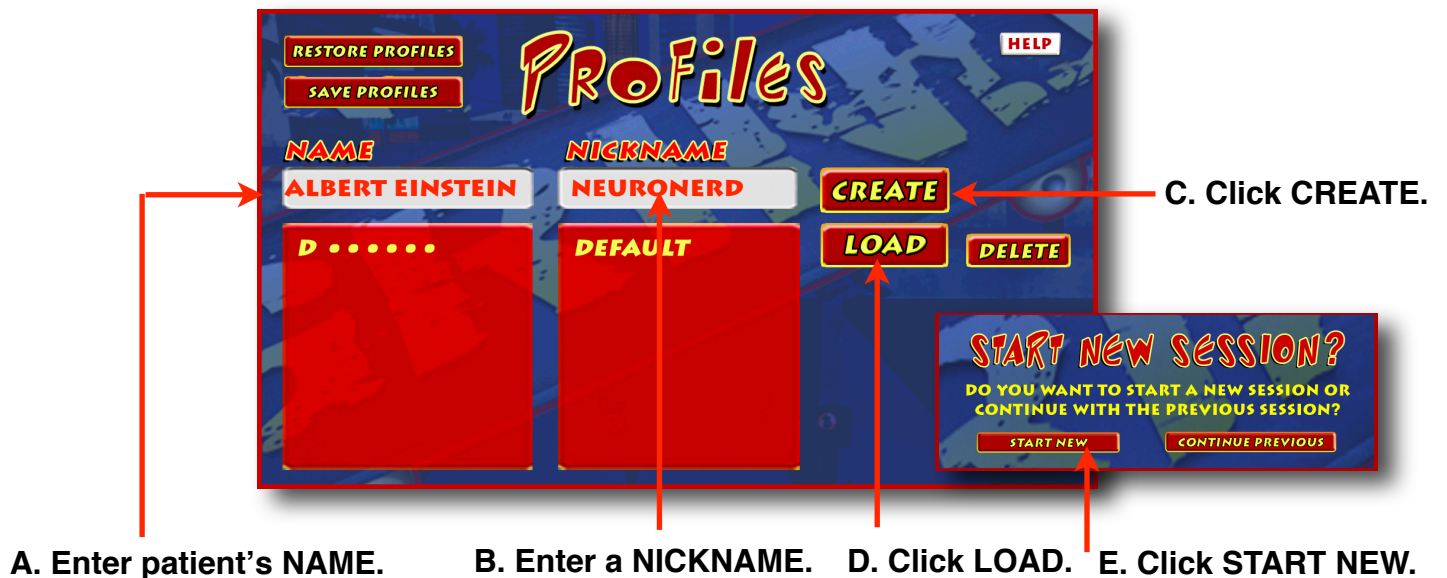 RESTORE PROFILES
PROFILES
HELP
SAVE PROFILES
NAME
NICKNAME
ALBERT EINSTEIN
NEURONERD
CREATE
C. Click CREATE.
D ••••••
DEFAULT
LOAD
DELETE
START NEW SESSION?
DO YOU WANT TO START A NEW SESSION OR
CONTINUE WITH THE PREVIOUS SESSION?
START NEW
CONTINUE PREVIOUS
A. Enter patient’s NAME.
B. Enter a NICKNAME.
D. Click LOAD.
E. Click START NEW.